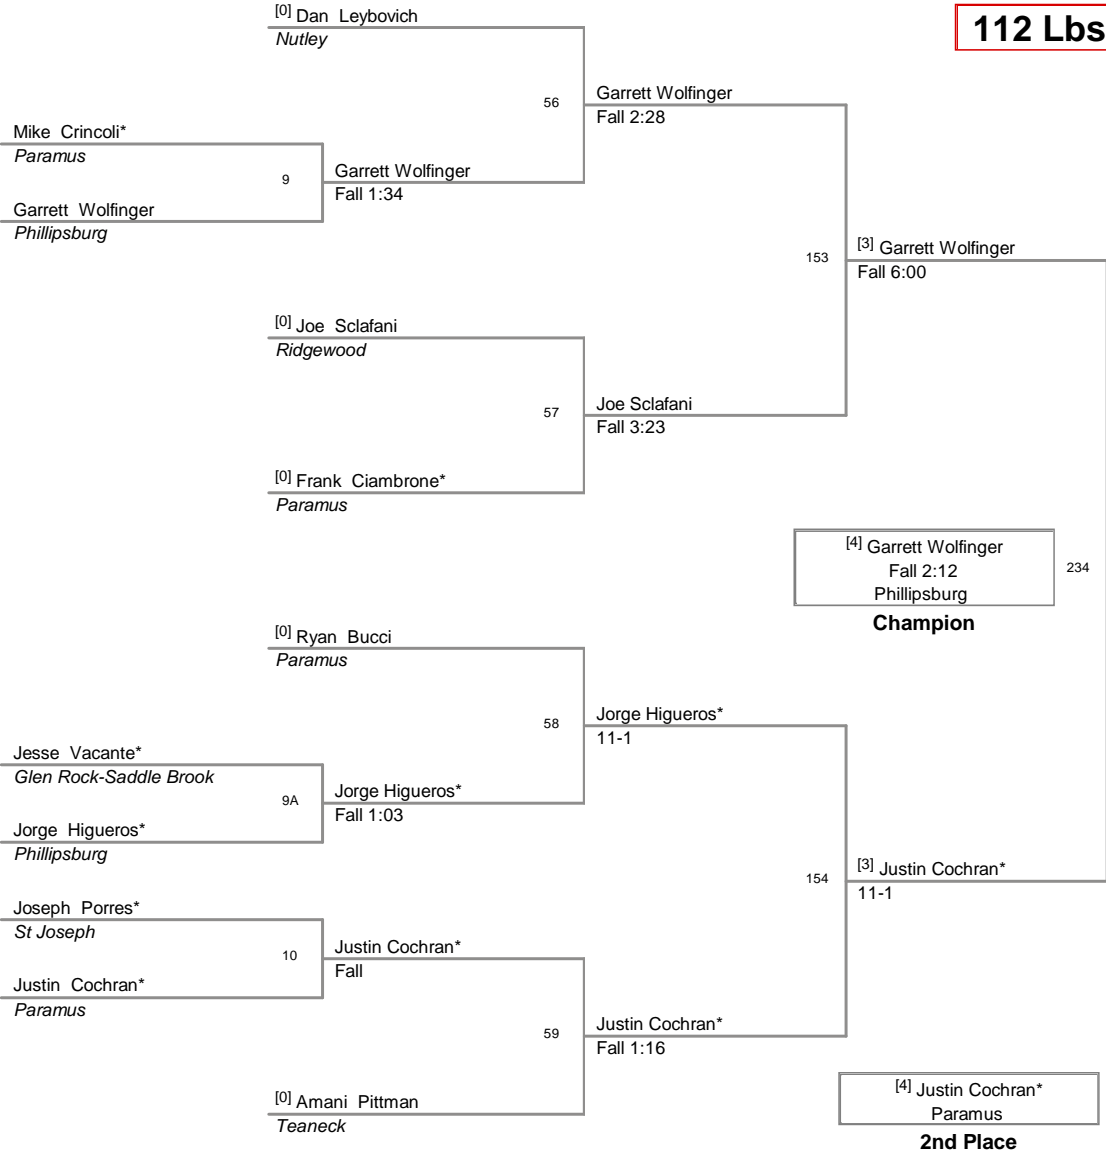 [0] Dan Leybovich
Nutley
112 Lbs
56
Garrett Wolfinger
Fall 2:28
Mike Crincoli*
Paramus
9
Garrett Wolfinger
Fall 1:34
Garrett Wolfinger
Phillipsburg
153
[3] Garrett Wolfinger
Fall 6:00
[0] Joe Sclafani
Ridgewood
57
Joe Sclafani
Fall 3:23
[0] Frank Ciambrone*
Paramus
[4] Garrett Wolfinger
Fall 2:12
Phillipsburg
234
Champion
[0] Ryan Bucci
Paramus
58
Jorge Higueros*
11-1
Jesse Vacante*
Glen Rock-Saddle Brook
9A
Jorge Higueros*
Fall 1:03
Jorge Higueros*
Phillipsburg
154
[3] Justin Cochran*
11-1
Joseph Porres*
St Joseph
10
Justin Cochran*
Fall
Justin Cochran*
Paramus
59
Justin Cochran*
Fall 1:16
[0] Amani Pittman
Teaneck
[4] Justin Cochran*
Paramus
2nd Place